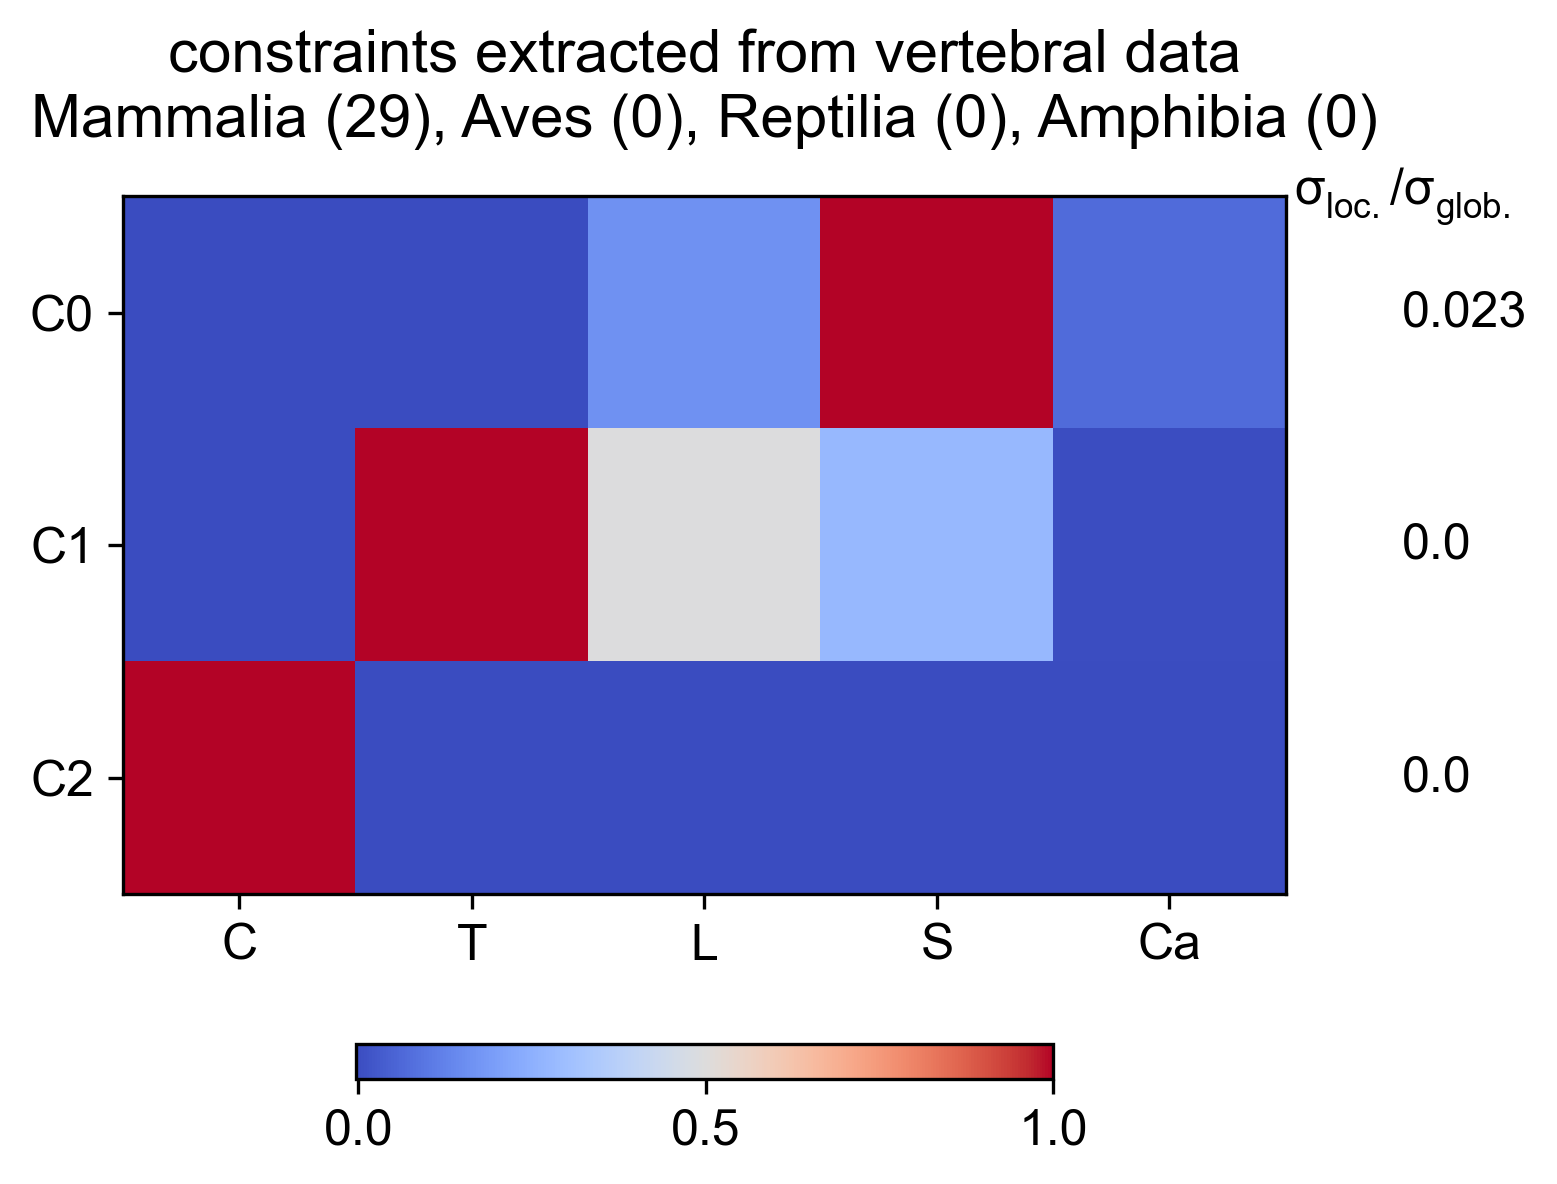 constraints extracted from vertebral data
Mammalia (29), Aves (0), Reptilia (0), Amphibia (0)
σloc. /σglob.
C0 0.023
C1 0.0
C2 0.0
C T L S Ca
0.0 0.5 1.0